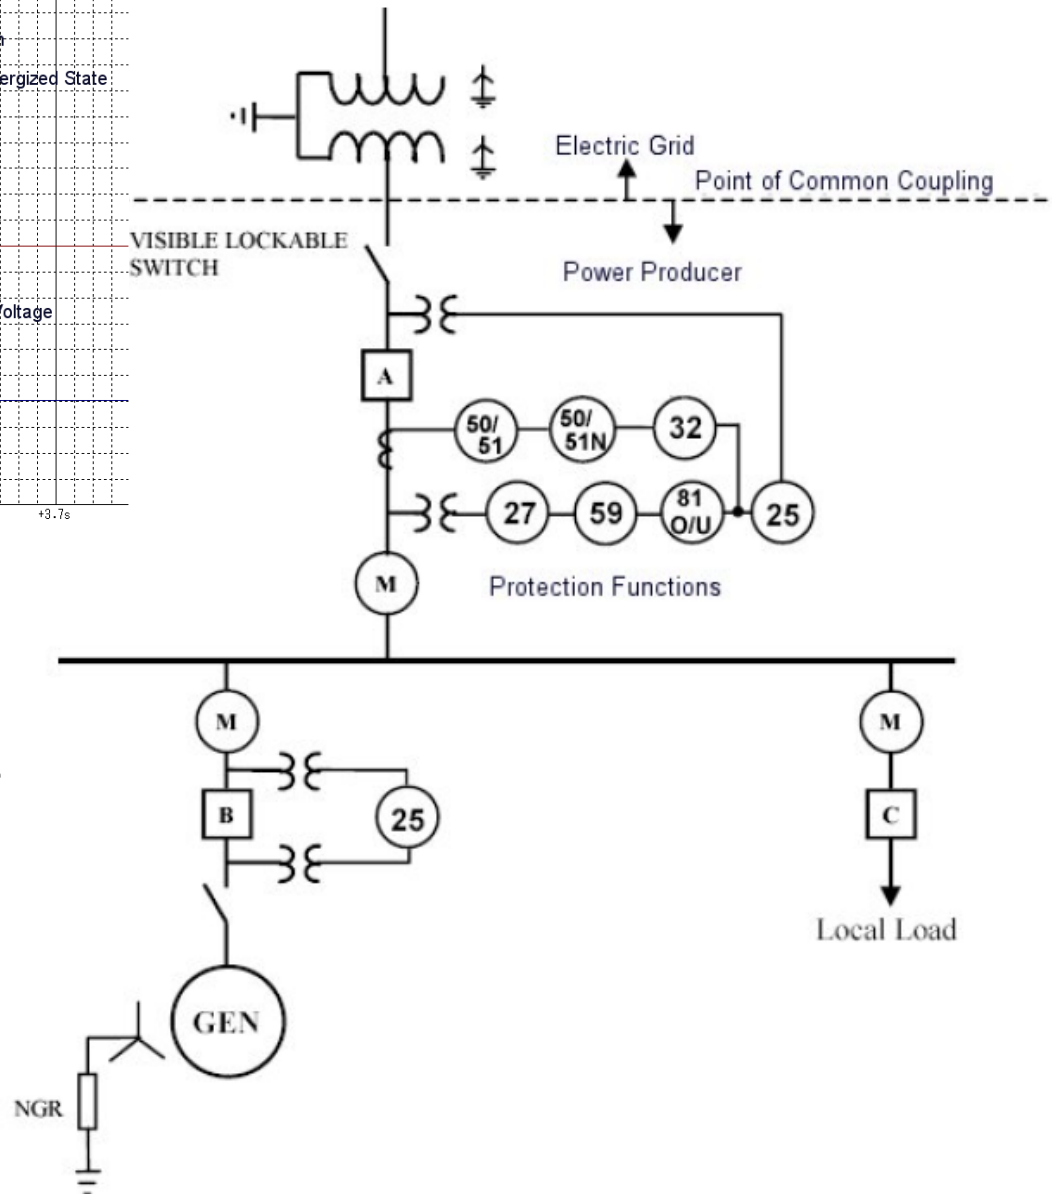 ergized State
Electric Grid
Point of Common Coupling
VISIBLE LOCKABLE
SWITCH
Power Producer
A
50/
51
50/
51N
32
+3.7s
27
59
81
O/U
25
M
Protection Functions
M
M
B
25
C
Local Load
GEN
NGR